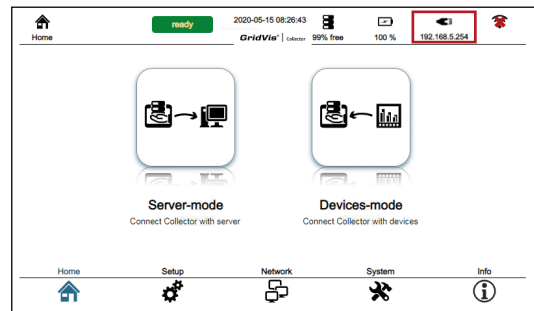 Home
ready
2020-05-15 08:26:43
GridVis® | Collector
99% free
100 %
192.168.5.254
Server-mode
Connect Collector with server
Devices-mode
Connect Collector with devices
Home
Setup
Network
System
Info